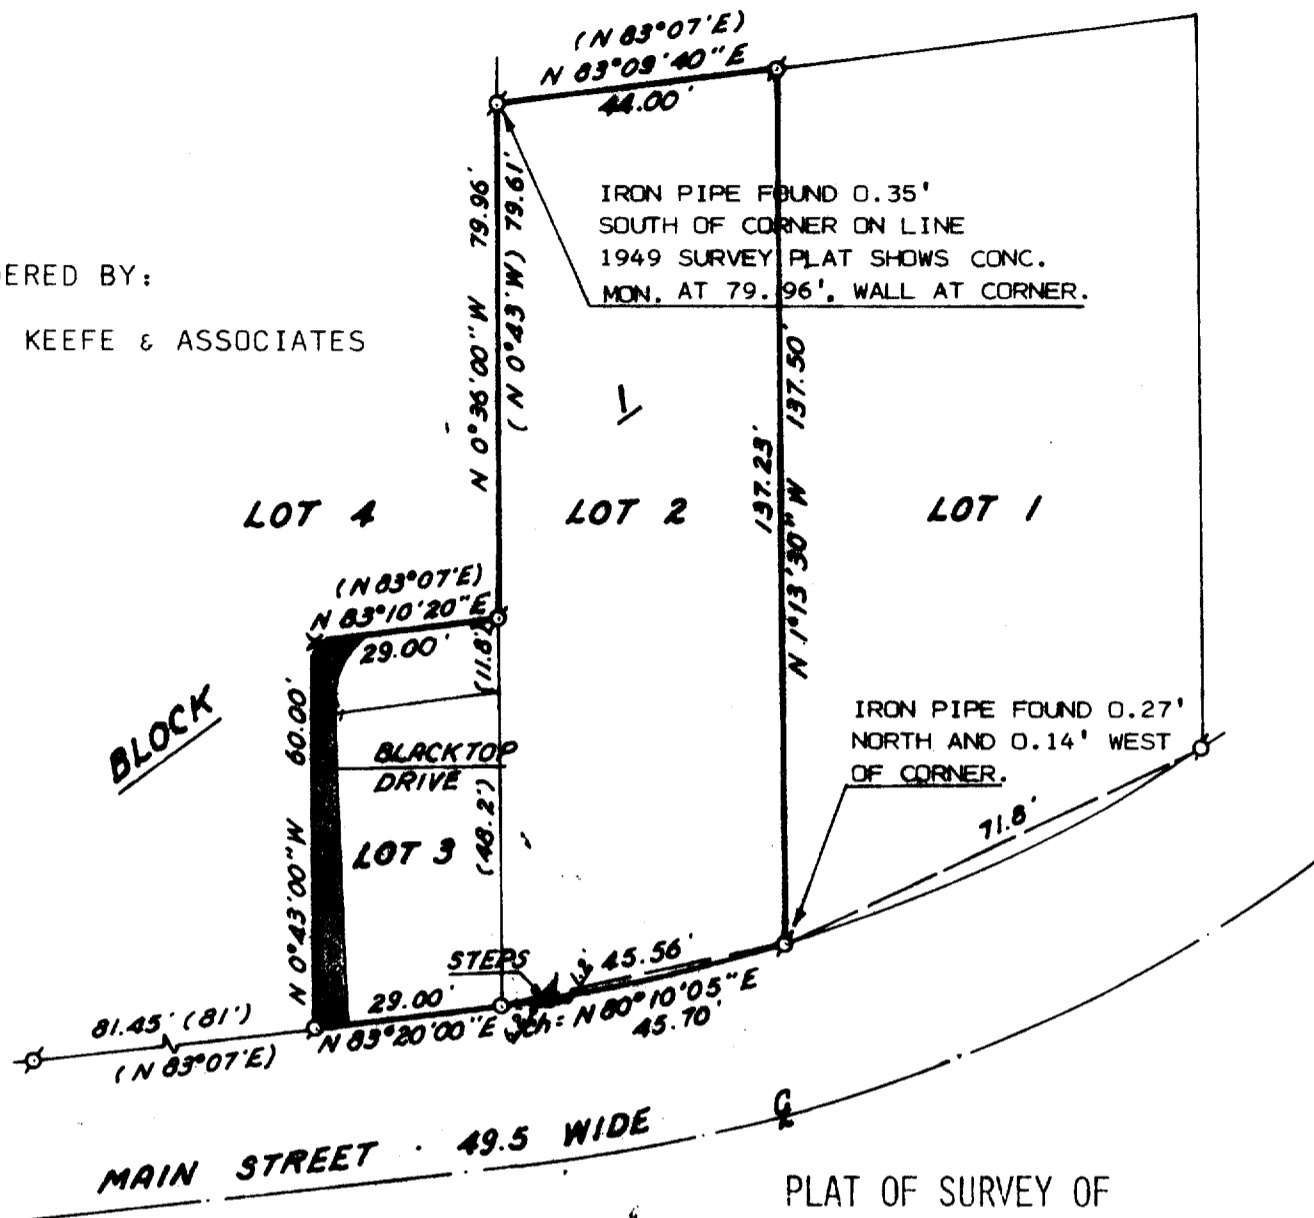 (N 83°07'E)
N 83°09'40"E
44.00'
IRON PIPE FOUND 0.35'
SOUTH OF CORNER ON LINE
1949 SURVEY PLAT SHOWS CONC.
MON. AT 79.96'. WALL AT CORNER.
N 0°36'00"W 79.96'
(N 0°43'W) 79.61'
DERED BY:
KEEFE & ASSOCIATES
1
137.23'
N 1°13'30"W 137.50'
LOT 4
LOT 2
LOT 1
(N 83°07'E)
N 83°10'20"E
29.00'
(11.8')
BLOCK
N 0°43'00"W 60.00'
BLACKTOP
DRIVE
LOT 3
(48.2')
IRON PIPE FOUND 0.27'
NORTH AND 0.14' WEST
OF CORNER.
71.8'
STEPS
1.2'
45.56'
29.00'
N 83°20'00"E
ch = N 80°10'05"E
45.70'
81.45' (81')
(N 83°07'E)
MAIN STREET · 49.5 WIDE
CL
PLAT OF SURVEY OF